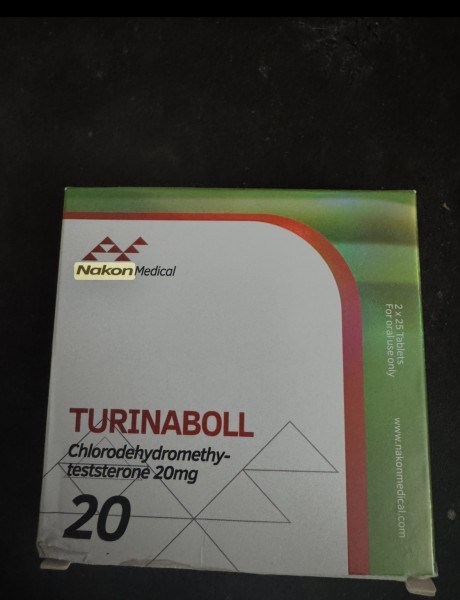 Nakon Medical
2 x 25 Tablets
For oral use only
www.nakonmedical.com
TURINABOLL
Chlorodehydromethy-
teststerone 20mg
20